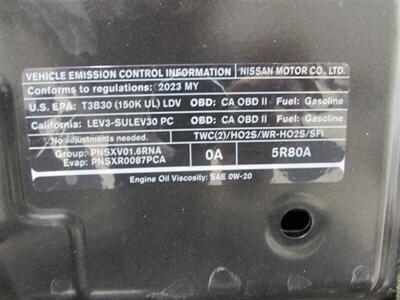 VEHICLE EMISSION CONTROL INFORMATION NISSAN MOTOR CO., LTD.
Conforms to regulations: 2023 MY
U.S. EPA: T3B30 (150K UL) LDV OBD: CA OBD II Fuel: Gasoline
California: LEV3-SULEV30 PC OBD: CA OBD II Fuel: Gasoline
No adjustments needed. TWC(2)/HO2S/WR-HO2S/SFI
Group: PNSXV01.6RNA
Evap: PNSXR0087PCA 0A 5R80A
Engine Oil Viscosity: SAE 0W-20